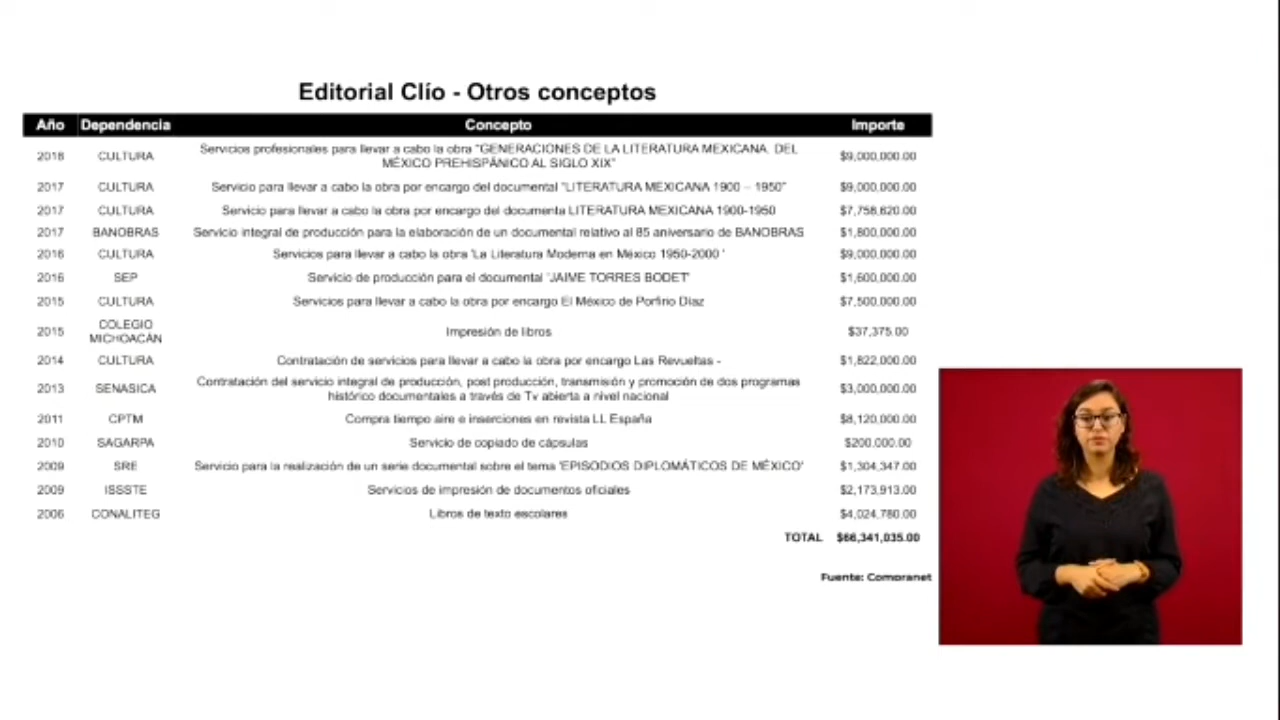 Editorial Clío - Otros conceptos
Año Dependencia Concepto Importe
2018 CULTURA Servicios profesionales para llevar a cabo la obra "GENERACIONES DE LA LITERATURA MEXICANA. DEL MÉXICO PREHISPÁNICO AL SIGLO XIX" $9,000,000.00
2017 CULTURA Servicio para llevar a cabo la obra por encargo del documental "LITERATURA MEXICANA 1900 – 1950" $9,000,000.00
2017 CULTURA Servicio para llevar a cabo la obra por encargo del documenta LITERATURA MEXICANA 1900-1950 $7,758,620.00
2017 BANOBRAS Servicio integral de producción para la elaboración de un documental relativo al 85 aniversario de BANOBRAS $1,800,000.00
2016 CULTURA Servicios para llevar a cabo la obra 'La Literatura Moderna en México 1950-2000 ' $9,000,000.00
2016 SEP Servicio de producción para el documental 'JAIME TORRES BODET' $1,600,000.00
2015 CULTURA Servicios para llevar a cabo la obra por encargo El México de Porfirio Díaz $7,500,000.00
2015 COLEGIO MICHOACÁN Impresión de libros $37,375.00
2014 CULTURA Contratación de servicios para llevar a cabo la obra por encargo Las Revueltas - $1,822,000.00
2013 SENASICA Contratación del servicio integral de producción, post producción, transmisión y promoción de dos programas histórico documentales a través de Tv abierta a nivel nacional $3,000,000.00
2011 CPTM Compra tiempo aire e inserciones en revista LL España $8,120,000.00
2010 SAGARPA Servicio de copiado de cápsulas $200,000.00
2009 SRE Servicio para la realización de un serie documental sobre el tema 'EPISODIOS DIPLOMÁTICOS DE MÉXICO' $1,304,347.00
2009 ISSSTE Servicios de impresión de documentos oficiales $2,173,913.00
2006 CONALITEG Libros de texto escolares $4,024,780.00
TOTAL $66,341,035.00
Fuente: Compranet